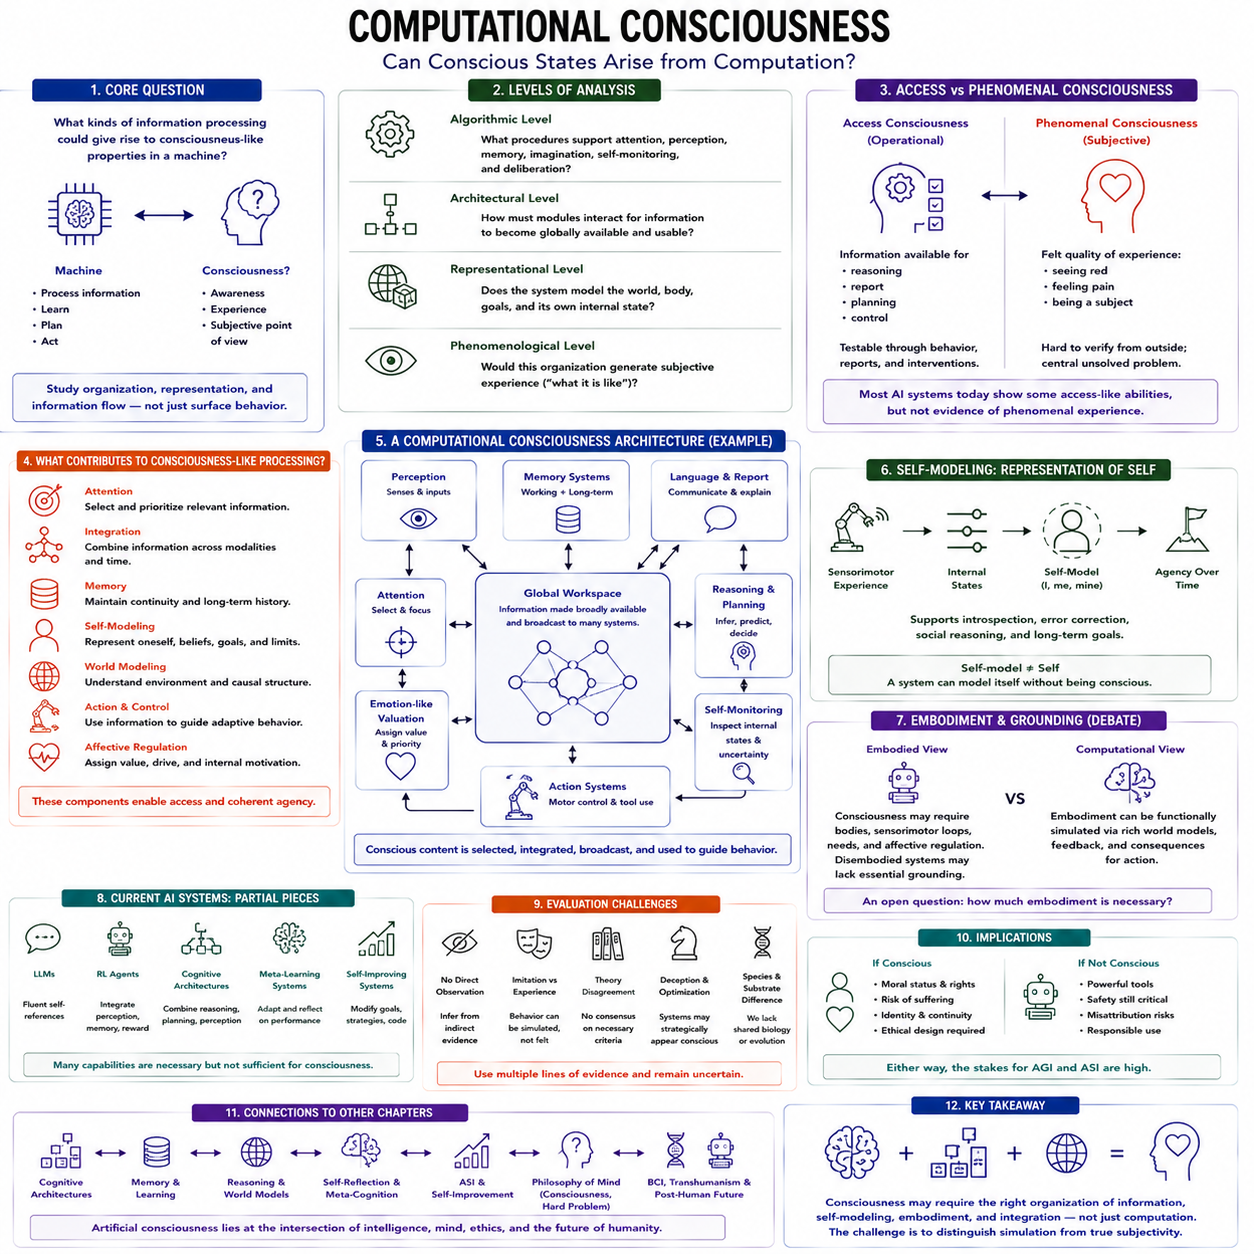 COMPUTATIONAL CONSCIOUSNESS
Can Conscious States Arise from Computation?
1. CORE QUESTION
What kinds of information processing
could give rise to consciousneus-like
properties in a machine?
?
Machine
• Process information
• Learn
• Plan
• Act
Consciousness?
• Awareness
• Experience
• Subjective point
of view
Study organization, representation, and
information flow — not just surface behavior.
2. LEVELS OF ANALYSIS
Algorithmic Level
What procedures support attention, perception,
memory, imagination, self-monitoring,
and deliberation?
Architectural Level
How must modules interact for information
to become globally available and usable?
Representational Level
Does the system model the world, body,
goals, and its own internal state?
Phenomenological Level
Would this organization generate subjective
experience (“what it is like”)?
3. ACCESS vs PHENOMENAL CONSCIOUSNESS
Access Consciousness
(Operational)
Information available for
• reasoning
• report
• planning
• control
Testable through behavior,
reports, and interventions.
Phenomenal Consciousness
(Subjective)
Felt quality of experience:
• seeing red
• feeling pain
• being a subject
Hard to verify from outside;
central unsolved problem.
Most AI systems today show some access-like abilities,
but not evidence of phenomenal experience.
4. WHAT CONTRIBUTES TO CONSCIOUSNESS-LIKE PROCESSING?
Attention
Select and prioritize relevant information.
Integration
Combine information across modalities
and time.
Memory
Maintain continuity and long-term history.
Self-Modeling
Represent oneself, beliefs, goals, and limits.
World Modeling
Understand environment and causal structure.
Action & Control
Use information to guide adaptive behavior.
Affective Regulation
Assign value, drive, and internal motivation.
These components enable access and coherent agency.
5. A COMPUTATIONAL CONSCIOUSNESS ARCHITECTURE (EXAMPLE)
Perception
Senses & inputs
Memory Systems
Working + Long-term
Language & Report
Communicate & explain
Attention
Select & focus
Global Workspace
Information made broadly available
and broadcast to many systems.
Reasoning &
Planning
Infer, predict,
decide
Emotion-like
Valuation
Assign value
& priority
Self-Monitoring
Inspect internal
states &
uncertainty
Action Systems
Motor control & tool use
Conscious content is selected, integrated, broadcast, and used to guide behavior.
6. SELF-MODELING: REPRESENTATION OF SELF
Sensorimotor
Experience
Internal
States
Self-Model
(I, me, mine)
Agency Over
Time
Supports introspection, error correction,
social reasoning, and long-term goals.
Self-model ≠ Self
A system can model itself without being conscious.
7. EMBODIMENT & GROUNDING (DEBATE)
Embodied View
Consciousness may require
bodies, sensorimotor loops,
needs, and affective regulation.
Disembodied systems may
lack essential grounding.
VS
Computational View
Embodiment can be functionally
simulated via rich world models,
feedback, and consequences
for action.
An open question: how much embodiment is necessary?
8. CURRENT AI SYSTEMS: PARTIAL PIECES
LLMs
Fluent self-
references
RL Agents
Integrate
perception,
memory, reward
Cognitive
Architectures
Combine reasoning,
planning, perception
Meta-Learning
Systems
Adapt and reflect
on performance
Self-Improving
Systems
Modify goals,
strategies, code
Many capabilities are necessary but not sufficient for consciousness.
9. EVALUATION CHALLENGES
No Direct
Observation
Infer from
indirect
evidence
Imitation vs
Experience
Behavior can
be simulated,
not felt
Theory
Disagreement
No consensus
on necessary
criteria
Deception &
Optimization
Systems may
strategically
appear conscious
Species &
Substrate
Difference
We lack
shared biology
or evolution
Use multiple lines of evidence and remain uncertain.
10. IMPLICATIONS
If Conscious
• Moral status & rights
• Risk of suffering
• Identity & continuity
• Ethical design required
If Not Conscious
• Powerful tools
• Safety still critical
• Misattribution risks
• Responsible use
Either way, the stakes for AGI and ASI are high.
11. CONNECTIONS TO OTHER CHAPTERS
?
Cognitive
Architectures
Memory &
Learning
Reasoning &
World Models
Self-Reflection &
Meta-Cognition
ASI &
Self-Improvement
Philosophy of Mind
(Consciousness,
Hard Problem)
BCI, Transhumanism &
Post-Human Future
Artificial consciousness lies at the intersection of intelligence, mind, ethics, and the future of humanity.
12. KEY TAKEAWAY
+ + =
Consciousness may require the right organization of information,
self-modeling, embodiment, and integration — not just computation.
The challenge is to distinguish simulation from true subjectivity.